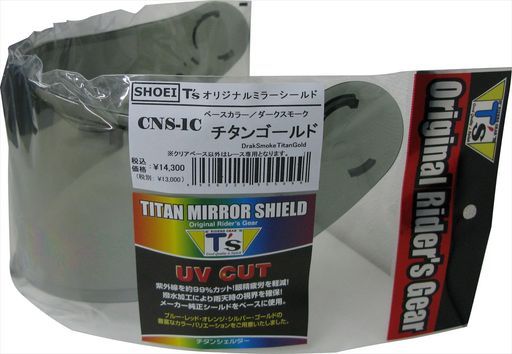 SHOEI T's オリジナルミラーシールド
ベースカラー/ダークスモーク
CNS-1C チタンゴールド
DrakSmokeTitanGold
※クリアベース以外はレース専用となります。
税込価格: ¥14,300
(税別: ¥13,000)
TITAN MIRROR SHIELD
Original Rider's Gear
RIDERS GEAR
T's
UV CUT
紫外線を約99%カット!眼精疲労を軽減!
撥水加工により雨天時の視界を確保!
メーカー純正シールドをベースに使用。
ブルー・レッド・オレンジ・シルバー・ゴールドの
豊富なカラーバリエーションをご用意いたしました。
チタンシェルター
T's
Original Rider's Gear